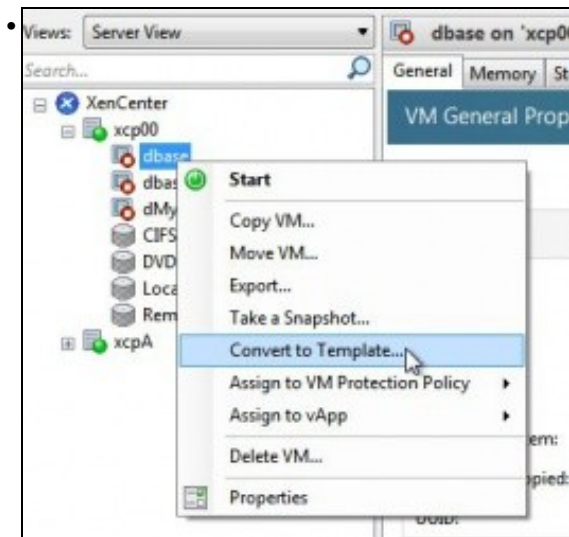 Views: Server View
dbase on 'xcp0
Search...
General Memory St
XenCenter
VM General Prop
xcp00
dbase
dbas
Start
dMy
Copy VM...
CIFS
Move VM...
DVD
Export...
Loca
Take a Snapshot...
Rem
Convert to Template...
xcpA
Assign to VM Protection Policy
Assign to vApp
em:
Delete VM...
opied:
Properties
UUID: